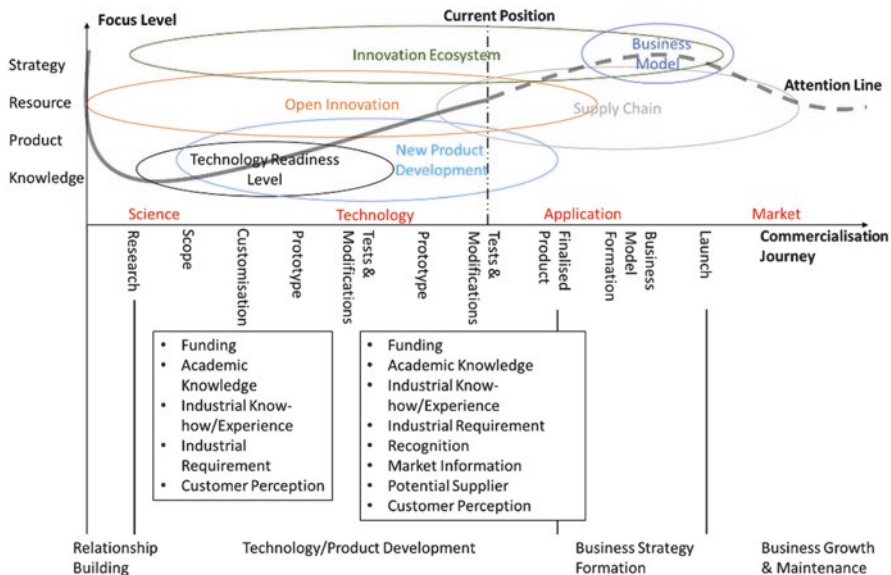 Focus Level
Current Position
Strategy
Resource
Product
Knowledge
Innovation Ecosystem
Business
Model
Attention Line
Open Innovation
Supply Chain
Technology Readiness
Level
New Product
Development
Science
Technology
Application
Market
Commercialisation
Journey
Research
Scope
Customisation
Prototype
Tests &
Modifications
Prototype
Tests &
Modifications
Finalised
Product
Business
Model
Formation
Launch
• Funding
• Academic
Knowledge
• Industrial Know-
how/Experience
• Industrial
Requirement
• Customer Perception
• Funding
• Academic Knowledge
• Industrial Know-
how/Experience
• Industrial Requirement
• Recognition
• Market Information
• Potential Supplier
• Customer Perception
Relationship
Building
Technology/Product Development
Business Strategy
Formation
Business Growth
& Maintenance